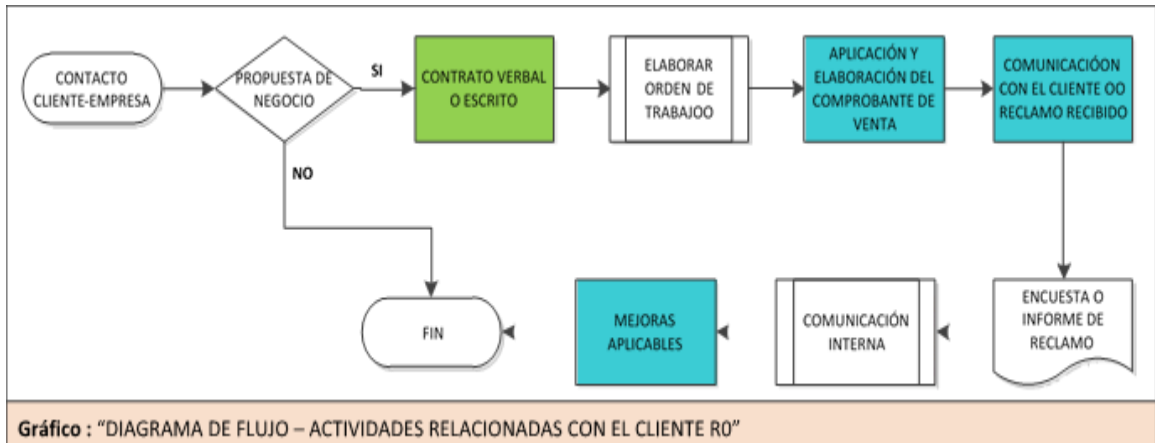 CONTACTO
CLIENTE-EMPRESA
PROPUESTA DE
NEGOCIO
SI
CONTRATO VERBAL
O ESCRITO
ELABORAR
ORDEN DE
TRABAJOO
APLICACIÓN Y
ELABORACIÓN DEL
COMPROBANTE DE
VENTA
COMUNICACIÓON
CON EL CLIENTE OO
RECLAMO RECIBIDO
NO
FIN
MEJORAS
APLICABLES
COMUNICACIÓN
INTERNA
ENCUESTA O
INFORME DE
RECLAMO
Gráfico : “DIAGRAMA DE FLUJO – ACTIVIDADES RELACIONADAS CON EL CLIENTE R0”